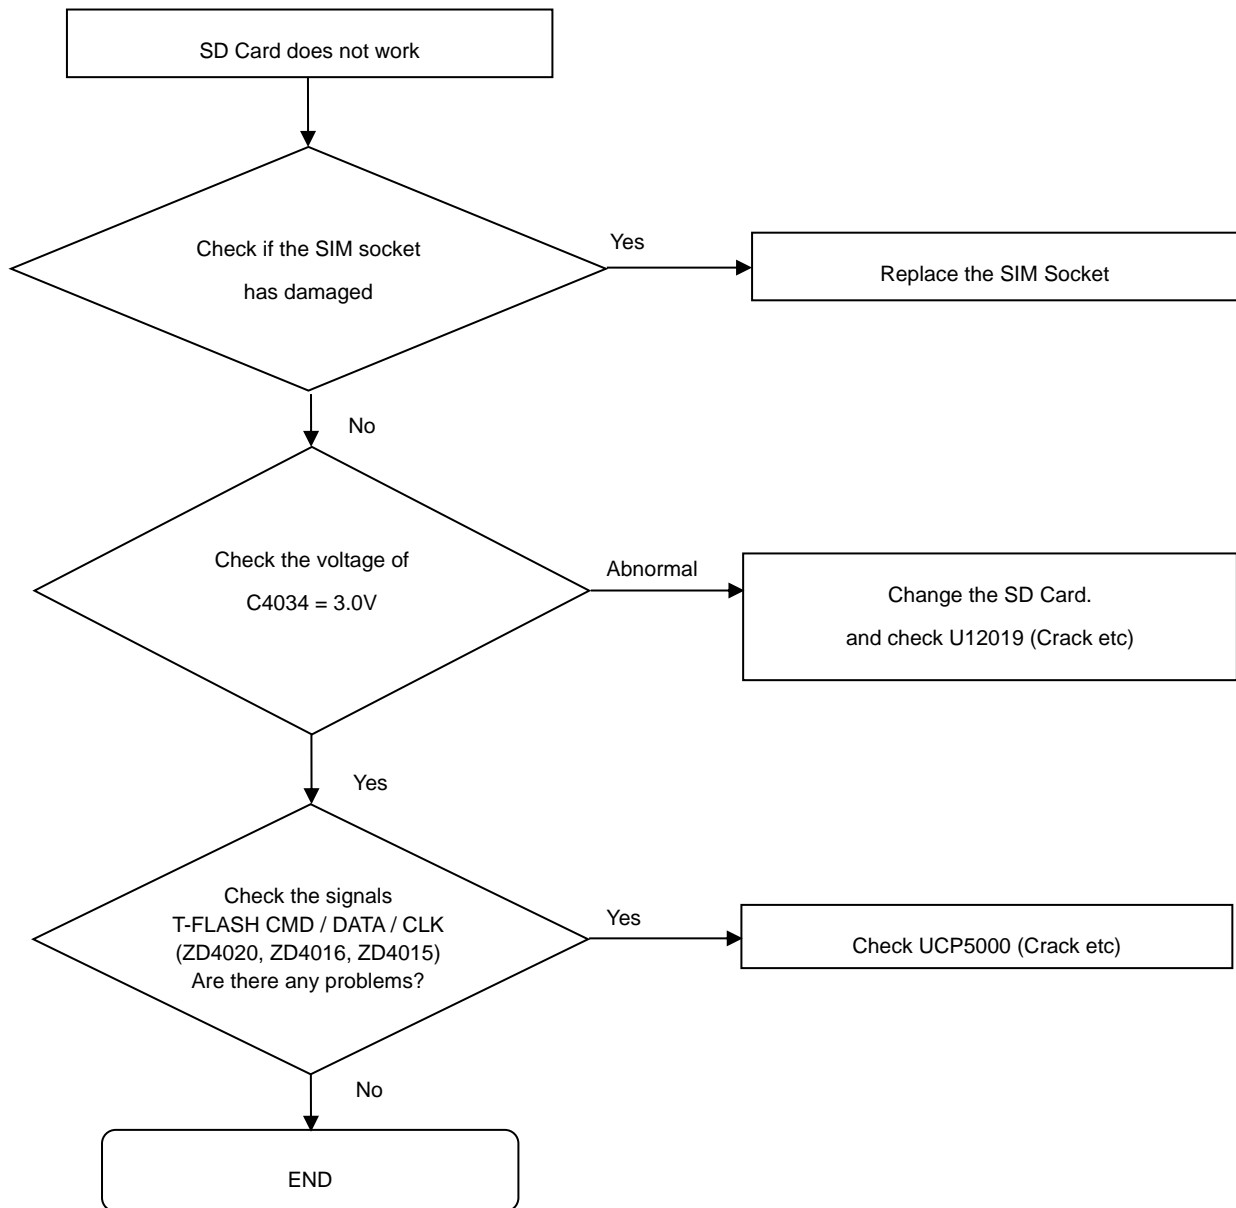 SD Card does not work
Check if the SIM socket
has damaged
Yes
Replace the SIM Socket
No
Check the voltage of
C4034 = 3.0V
Abnormal
Change the SD Card.
and check U12019 (Crack etc)
Yes
Check the signals
T-FLASH CMD / DATA / CLK
(ZD4020, ZD4016, ZD4015)
Are there any problems?
Yes
Check UCP5000 (Crack etc)
No
END